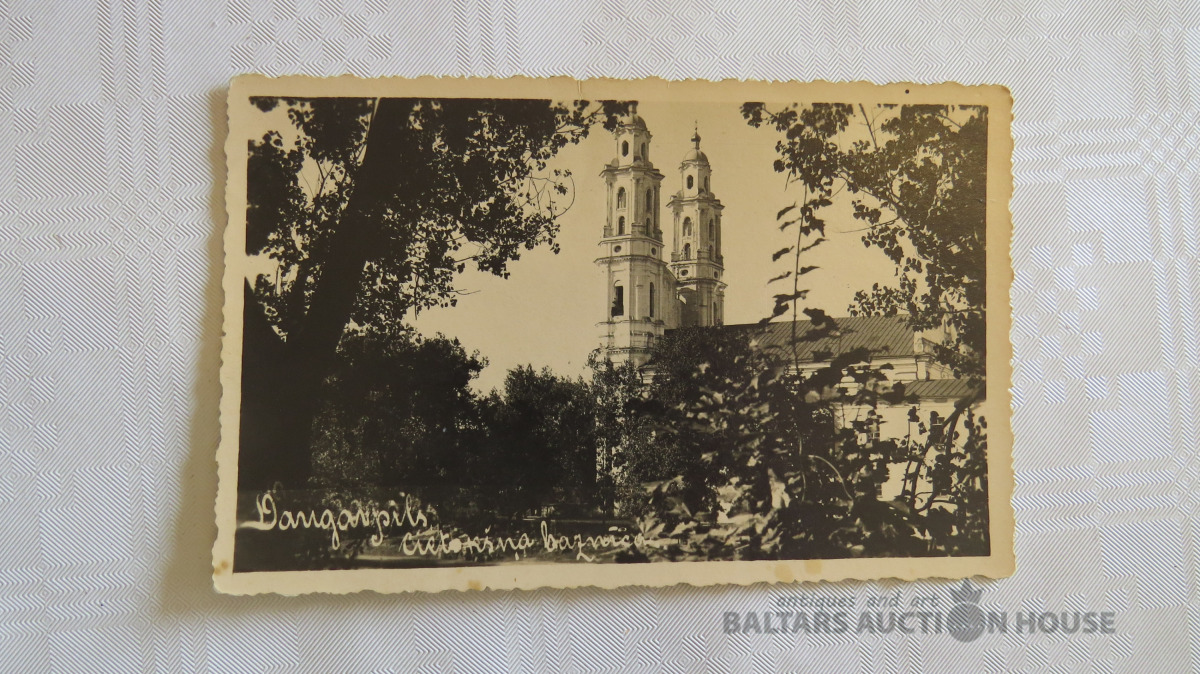 Daugavpils
cietokšņa baznīca
antiques and art
BALTARS AUCTION HOUSE